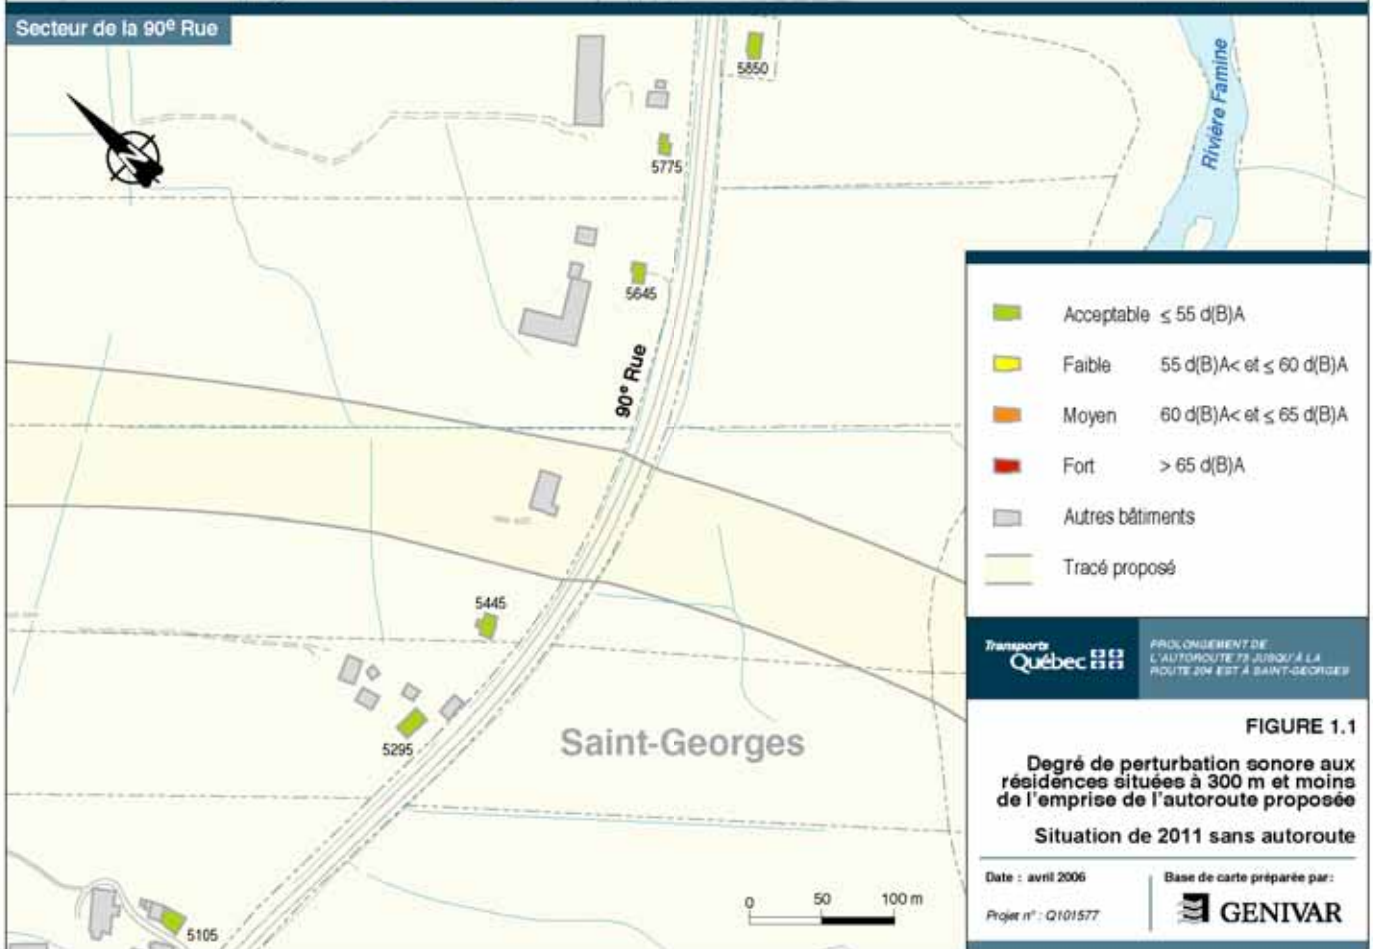 Secteur de la 90e Rue
5850
Rivière Famine
5775
5645
90e Rue
5445
5295
Saint-Georges
5105
0 50 100 m
N
Acceptable ≤ 55 d(B)A
Faible 55 d(B)A< et ≤ 60 d(B)A
Moyen 60 d(B)A< et ≤ 65 d(B)A
Fort > 65 d(B)A
Autres bâtiments
Tracé proposé
Transports
Québec
PROLONGEMENT DE
L'AUTOROUTE 73 JUSQU'À LA
ROUTE 204 EST À SAINT-GEORGES
FIGURE 1.1
Degré de perturbation sonore aux
résidences situées à 300 m et moins
de l'emprise de l'autoroute proposée
Situation de 2011 sans autoroute
Date : avril 2006
Projet n° : Q101577
Base de carte préparée par:
GENIVAR